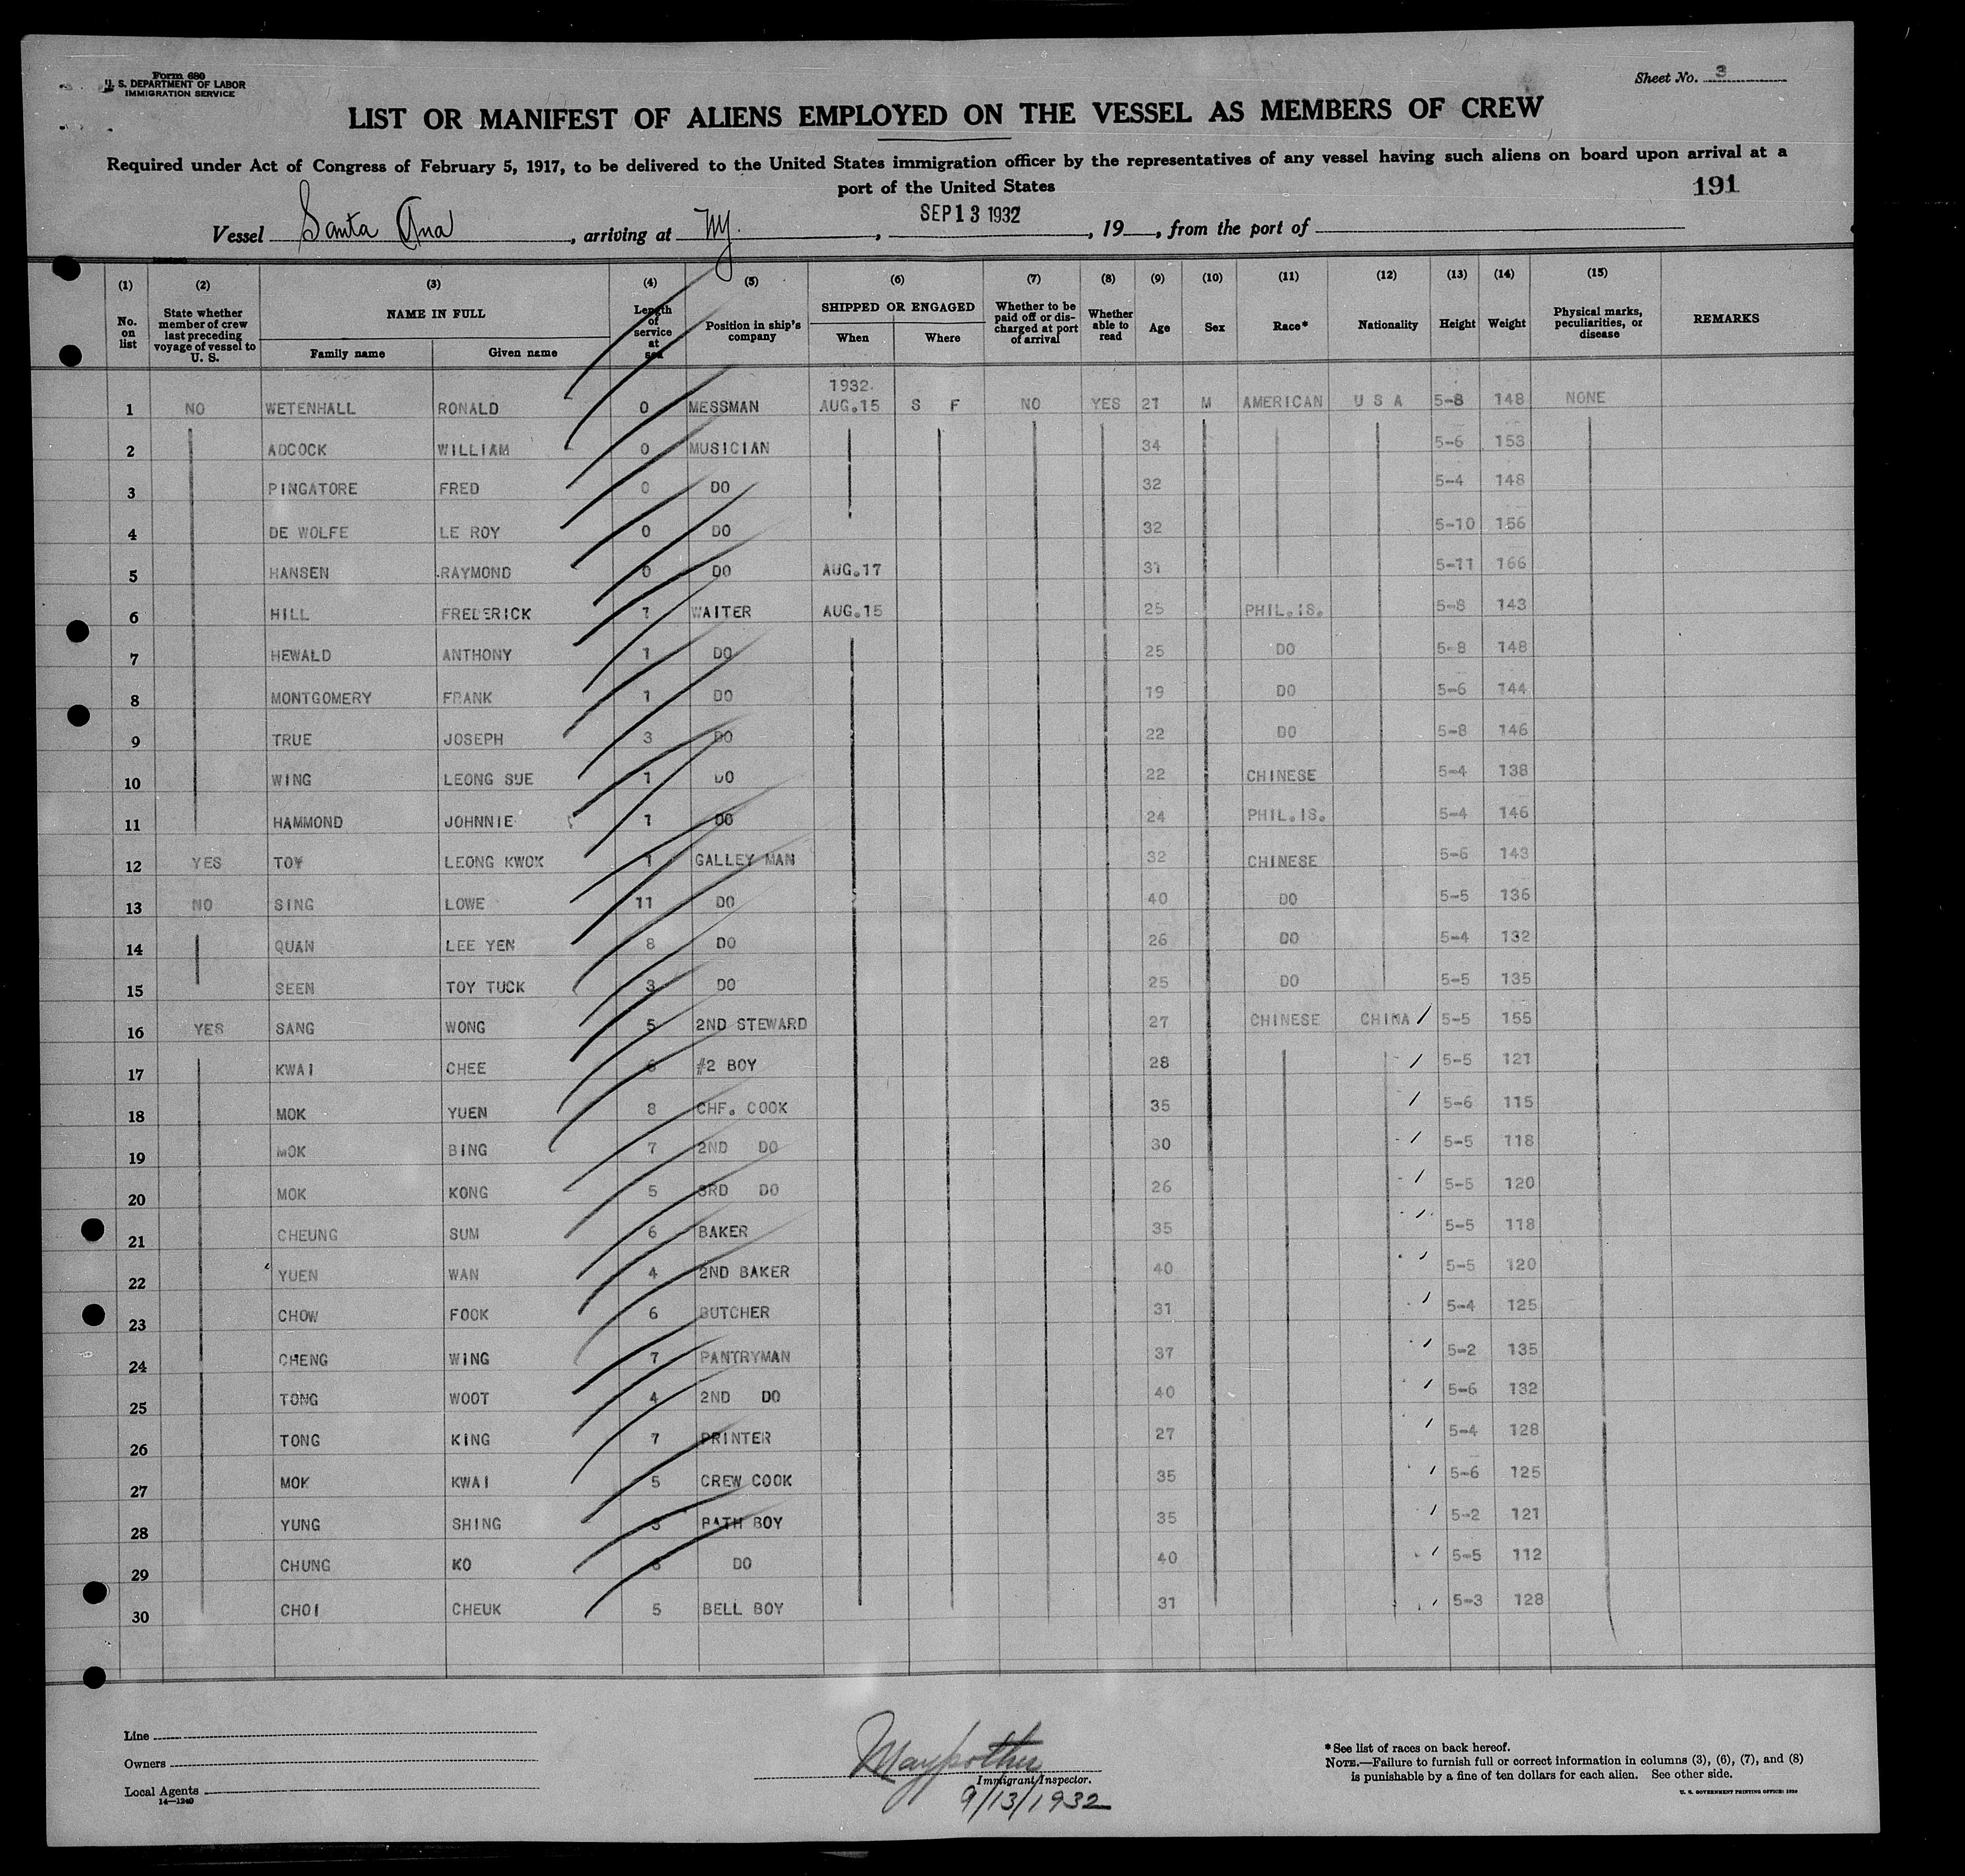 Form 680
U. S. DEPARTMENT OF LABOR
IMMIGRATION SERVICE
Sheet No. 3
LIST OR MANIFEST OF ALIENS EMPLOYED ON THE VESSEL AS MEMBERS OF CREW
Required under Act of Congress of February 5, 1917, to be delivered to the United States immigration officer by the representatives of any vessel having such aliens on board upon arrival at a
port of the United States
191
Vessel Santa Ana, arriving at NY., SEP 13 1932, 19 , from the port of
(1) (2) (3) (4) (5) (6) (7) (8) (9) (10) (11) (12) (13) (14) (15)
No. on list State whether member of crew last preceding voyage of vessel to U. S. NAME IN FULL Family name Given name Length of service at sea Position in ship's company SHIPPED OR ENGAGED When Where Whether to be paid off or discharged at port of arrival Whether able to read Age Sex Race* Nationality Height Weight Physical marks, peculiarities, or disease REMARKS
1932.
1 NO WETENHALL RONALD 0 MESSMAN AUG.15 S F NO YES 21 M AMERICAN U S A 5-8 148 NONE
2 ADCOCK WILLIAM 0 MUSICIAN 34 5-6 153
3 PINGATORE FRED 0 DO 32 5-4 148
4 DE WOLFE LE ROY 0 DO 32 5-10 156
5 HANSEN RAYMOND 0 DO AUG.17 31 5-11 166
6 HILL FREDERICK 1 WAITER AUG.15 25 PHIL.IS. 5-8 143
7 HEWALD ANTHONY 1 DO 25 DO 5-8 148
8 MONTGOMERY FRANK 1 DO 19 DO 5-6 144
9 TRUE JOSEPH 3 DO 22 DO 5-8 146
10 WING LEONG SUE 1 DO 22 CHINESE 5-4 138
11 HAMMOND JOHNNIE 1 DO 24 PHIL.IS. 5-4 146
12 YES TOY LEONG KWOK 1 GALLEY MAN 32 CHINESE 5-6 143
13 NO SING LOWE 11 DO 40 DO 5-5 136
14 QUAN LEE YEN 8 DO 26 DO 5-4 132
15 SEEN TOY TUCK 3 DO 25 DO 5-5 135
16 YES SANG WONG 5 2ND STEWARD 27 CHINESE CHINA 5-5 155
17 KWAI CHEE 6 #2 BOY 28 5-5 121
18 MOK YUEN 8 CHF. COOK 35 5-6 115
19 MOK BING 7 2ND DO 30 5-5 118
20 MOK KONG 5 3RD DO 26 5-5 120
21 CHEUNG SUM 6 BAKER 35 5-5 118
22 YUEN WAN 4 2ND BAKER 40 5-5 120
23 CHOW FOOK 6 BUTCHER 31 5-4 125
24 CHENG WING 7 PANTRYMAN 37 5-2 135
25 TONG WOOT 4 2ND DO 40 5-6 132
26 TONG KING 7 PRINTER 27 5-4 128
27 MOK KWAI 5 CREW COOK 35 5-6 125
28 YUNG SHING BATH BOY 35 5-2 121
29 CHUNG KO DO 40 5-5 112
30 CHOI CHEUK 5 BELL BOY 31 5-3 128
Line
Owners
Local Agents
14—1240
Immigrant Inspector.
9/13/1932
* See list of races on back hereof.
NOTE.—Failure to furnish full or correct information in columns (3), (6), (7), and (8)
is punishable by a fine of ten dollars for each alien. See other side.
U. S. GOVERNMENT PRINTING OFFICE: 1930